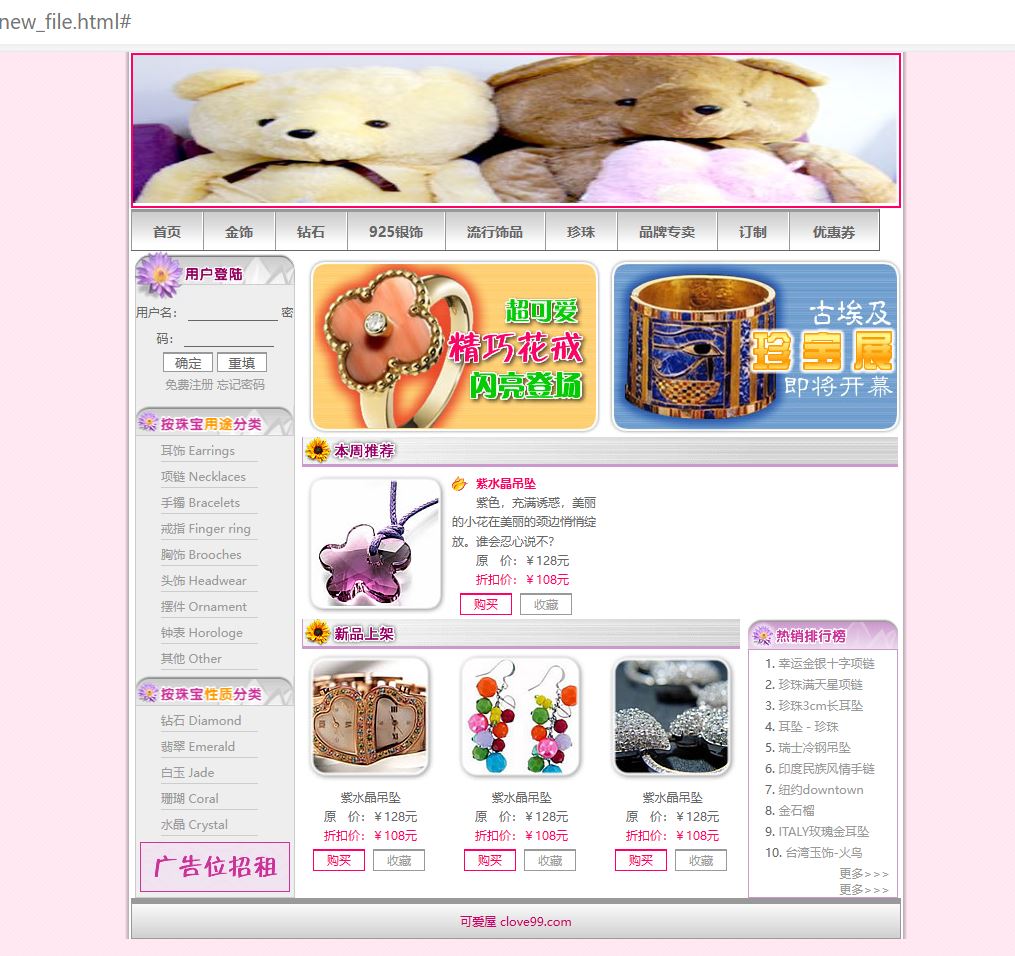 new_file.html#
首页 金饰 钻石 925银饰 流行饰品 珍珠 品牌专卖 订制 优惠券
用户登陆
用户名： 密
码：
确定 重填
免费注册 忘记密码
按珠宝用途分类
耳饰 Earrings
项链 Necklaces
手镯 Bracelets
戒指 Finger ring
胸饰 Brooches
头饰 Headwear
摆件 Ornament
钟表 Horologe
其他 Other
按珠宝性质分类
钻石 Diamond
翡翠 Emerald
白玉 Jade
珊瑚 Coral
水晶 Crystal
广告位招租
超可爱
精巧花戒
闪亮登场
古埃及
珍宝展
即将开幕
本周推荐
紫水晶吊坠
紫色，充满诱惑，美丽
的小花在美丽的颈边悄悄绽
放。谁会忍心说不?
原 价：￥128元
折扣价：￥108元
购买 收藏
新品上架
紫水晶吊坠 紫水晶吊坠 紫水晶吊坠
原 价：￥128元 原 价：￥128元 原 价：￥128元
折扣价：￥108元 折扣价：￥108元 折扣价：￥108元
购买 收藏 购买 收藏 购买 收藏
热销排行榜
1. 幸运金银十字项链
2. 珍珠满天星项链
3. 珍珠3cm长耳坠
4. 耳坠 - 珍珠
5. 瑞士冷钢吊坠
6. 印度民族风情手链
7. 纽约downtown
8. 金石榴
9. ITALY玫瑰金耳坠
10. 台湾玉饰-火鸟
更多>>>
更多>>>
可爱屋 clove99.com